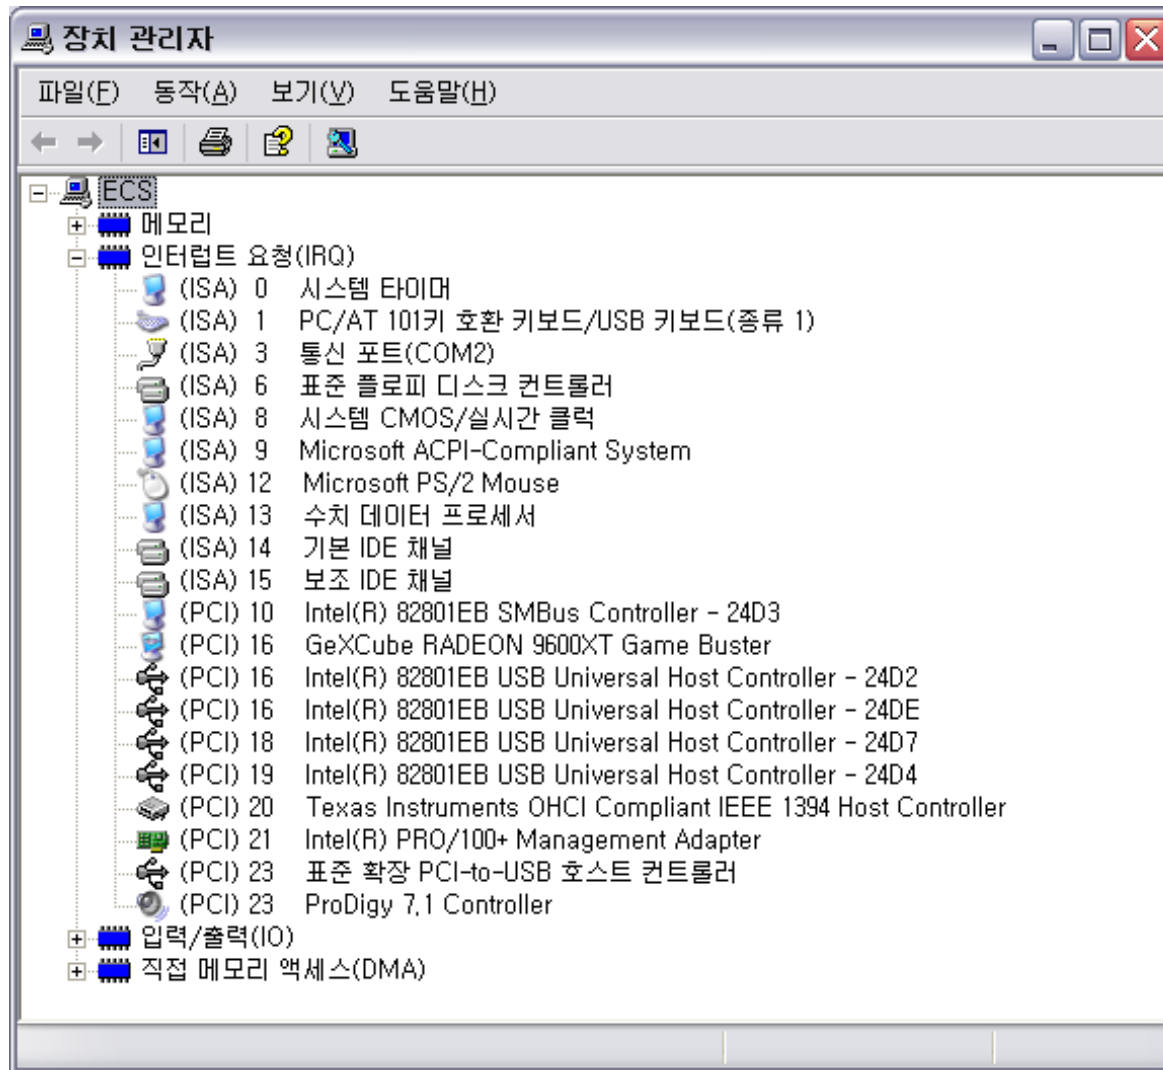 장치 관리자
파일(F) 동작(A) 보기(V) 도움말(H)
ECS
메모리
인터럽트 요청(IRQ)
(ISA) 0 시스템 타이머
(ISA) 1 PC/AT 101키 호환 키보드/USB 키보드(종류 1)
(ISA) 3 통신 포트(COM2)
(ISA) 6 표준 플로피 디스크 컨트롤러
(ISA) 8 시스템 CMOS/실시간 클럭
(ISA) 9 Microsoft ACPI-Compliant System
(ISA) 12 Microsoft PS/2 Mouse
(ISA) 13 수치 데이터 프로세서
(ISA) 14 기본 IDE 채널
(ISA) 15 보조 IDE 채널
(PCI) 10 Intel(R) 82801EB SMBus Controller - 24D3
(PCI) 16 GeXCube RADEON 9600XT Game Buster
(PCI) 16 Intel(R) 82801EB USB Universal Host Controller - 24D2
(PCI) 16 Intel(R) 82801EB USB Universal Host Controller - 24DE
(PCI) 18 Intel(R) 82801EB USB Universal Host Controller - 24D7
(PCI) 19 Intel(R) 82801EB USB Universal Host Controller - 24D4
(PCI) 20 Texas Instruments OHCI Compliant IEEE 1394 Host Controller
(PCI) 21 Intel(R) PRO/100+ Management Adapter
(PCI) 23 표준 확장 PCI-to-USB 호스트 컨트롤러
(PCI) 23 ProDigy 7.1 Controller
입력/출력(IO)
직접 메모리 액세스(DMA)